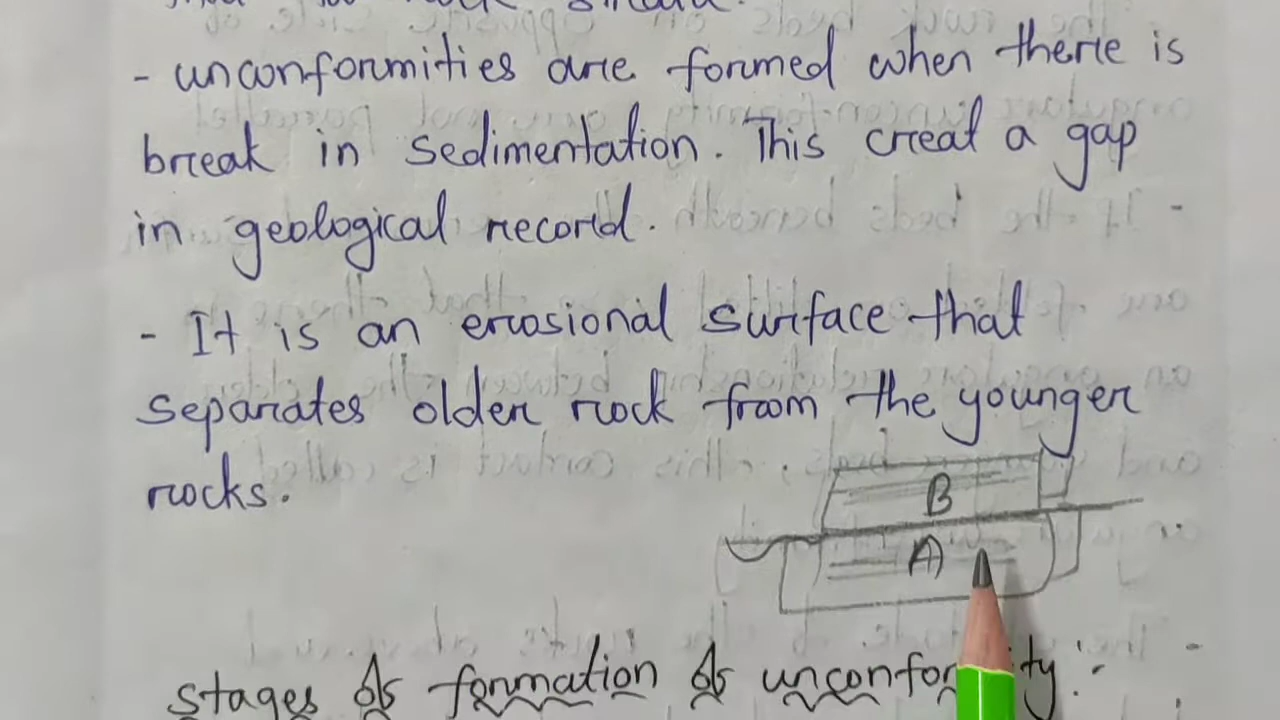 - unconformities are formed when there is
break in sedimentation. This creat a gap
in geological record.
- It is an erosional surface that
separates older rock from the younger
rocks.
B
A
stages of formation of unconfor ity :-